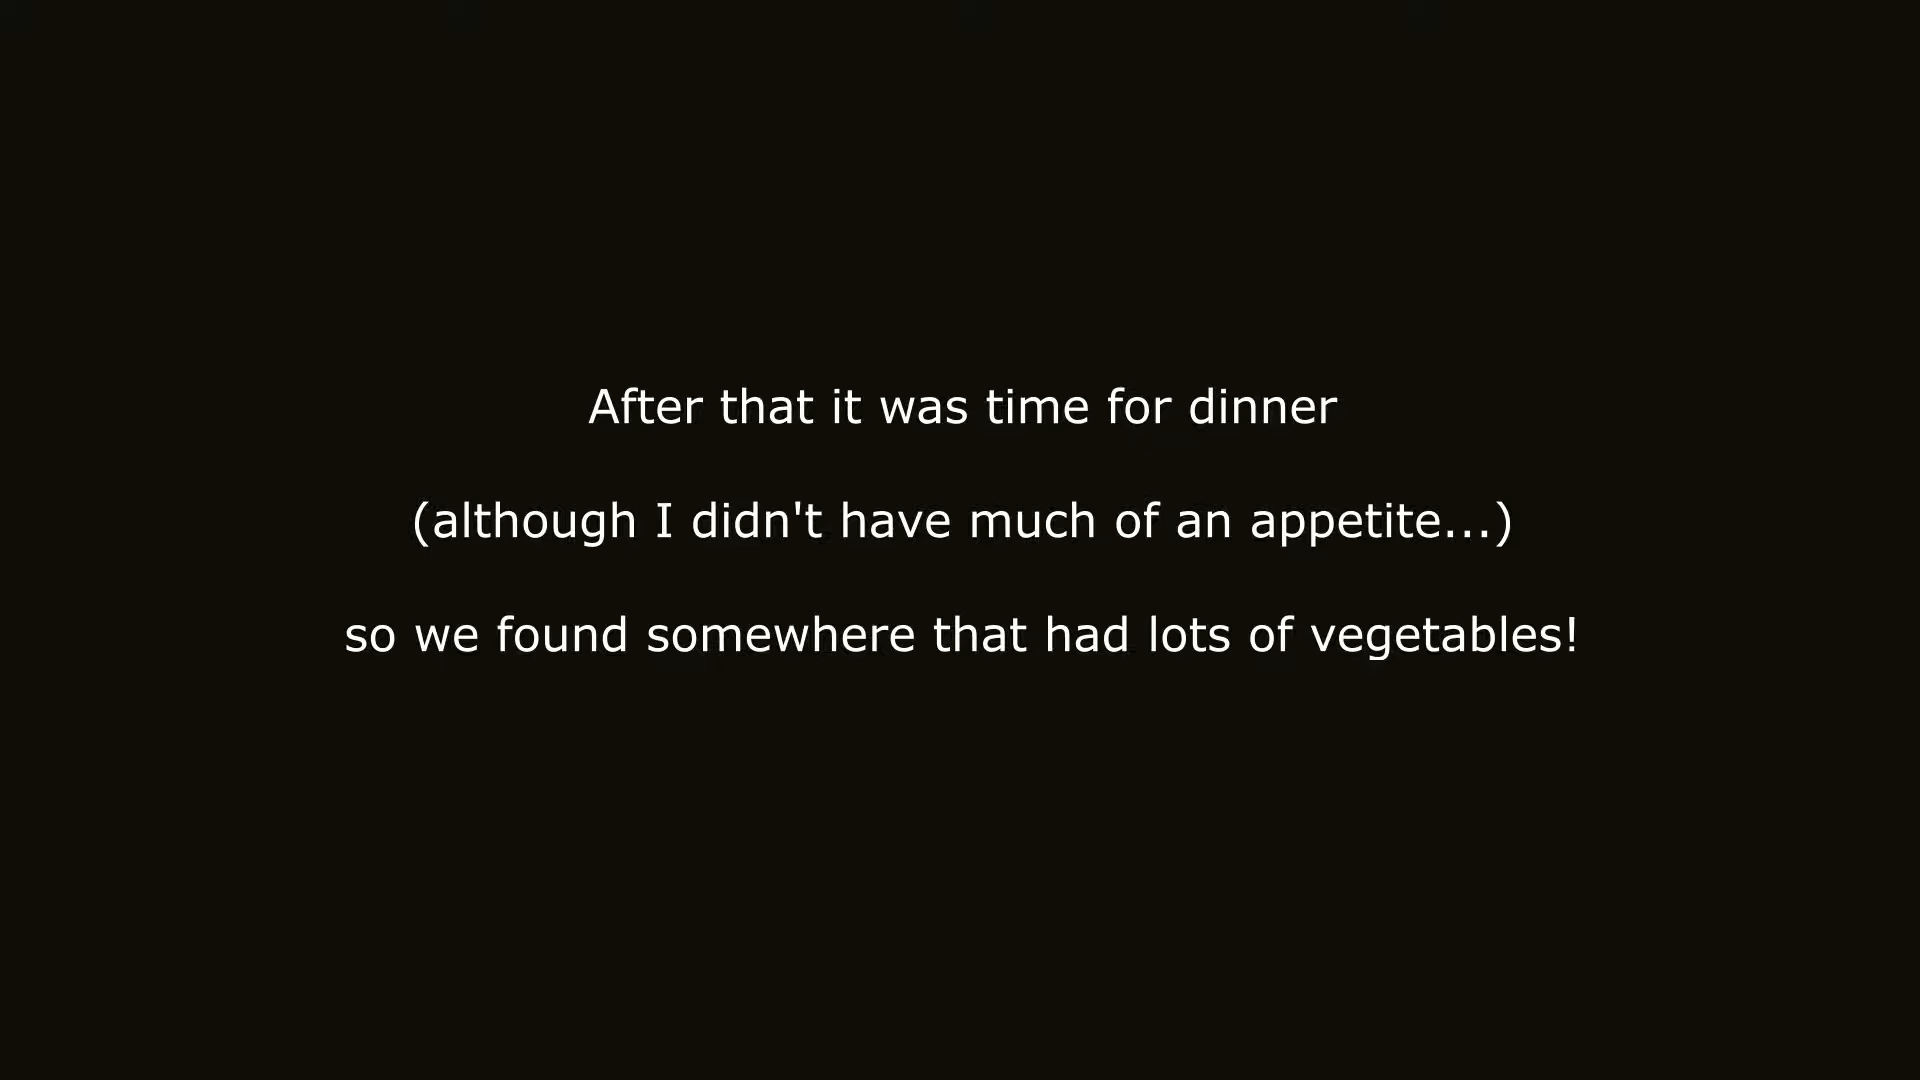 After that it was time for dinner
(although I didn't have much of an appetite...)
so we found somewhere that had lots of vegetables!